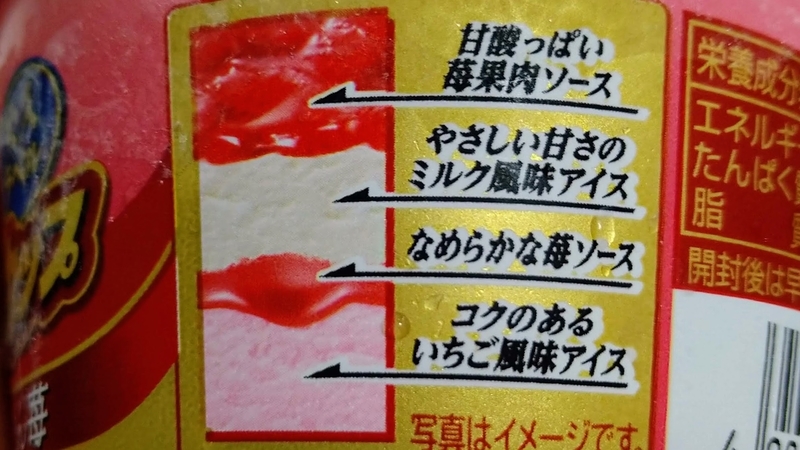 甘酸っぱい
苺果肉ソース
やさしい甘さの
ミルク風味アイス
なめらかな苺ソース
コクのある
いちご風味アイス
写真はイメージです。
栄養成分
エネルギ
たんぱく
脂
開封後は早
苺